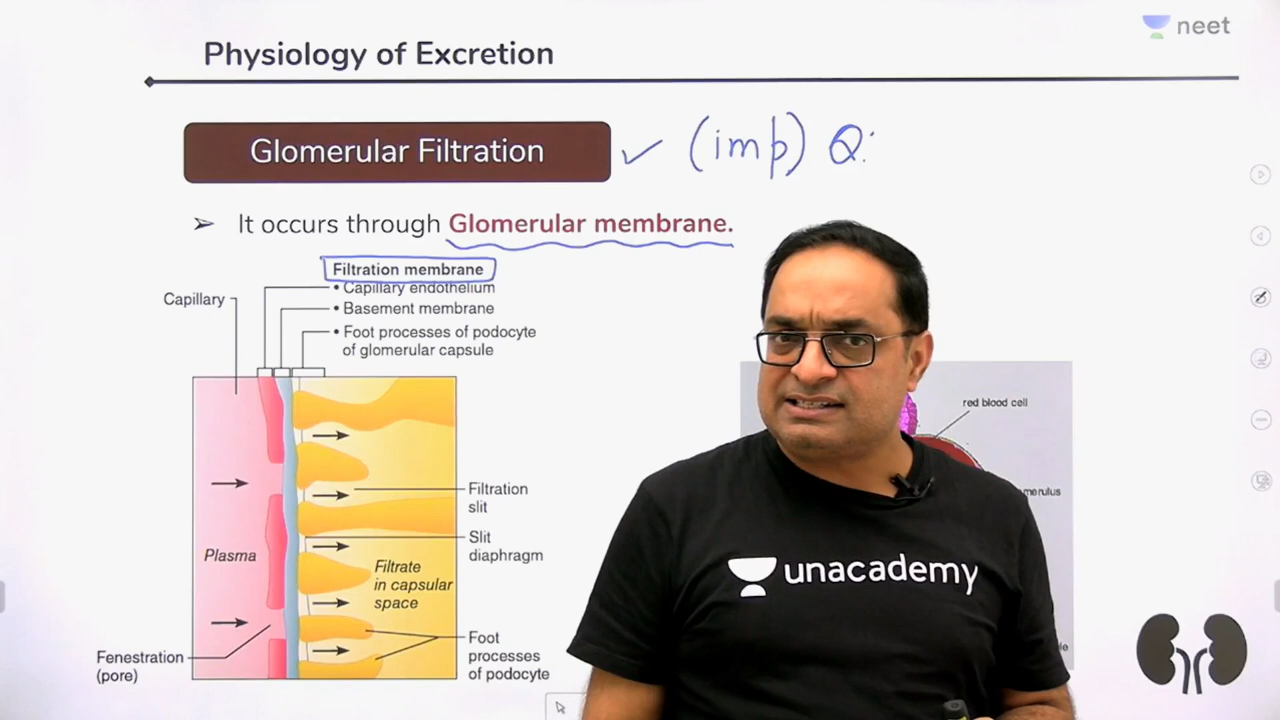 neet
Physiology of Excretion
Glomerular Filtration ✓ (imp) Q:
➢ It occurs through Glomerular membrane.
Filtration membrane
• Capillary endothelium
• Basement membrane
• Foot processes of podocyte
of glomerular capsule
Capillary
red blood cell
Filtration
slit
Slit
diaphragm
Plasma
Filtrate
in capsular
space
Foot
processes
of podocyte
Fenestration
(pore)
unacademy